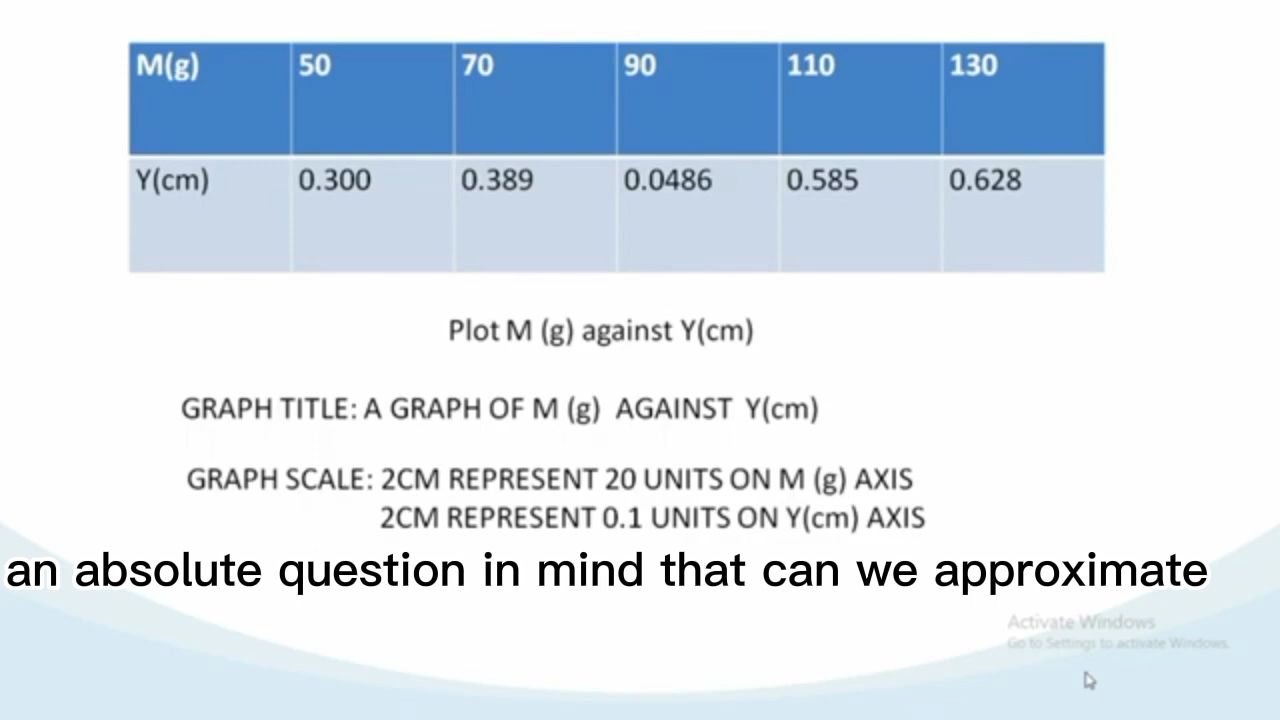 M(g) 50 70 90 110 130
Y(cm) 0.300 0.389 0.0486 0.585 0.628
Plot M (g) against Y(cm)
GRAPH TITLE: A GRAPH OF M (g) AGAINST Y(cm)
GRAPH SCALE: 2CM REPRESENT 20 UNITS ON M (g) AXIS
2CM REPRESENT 0.1 UNITS ON Y(cm) AXIS
an absolute question in mind that can we approximate
Activate Windows
Go to Settings to activate Windows.